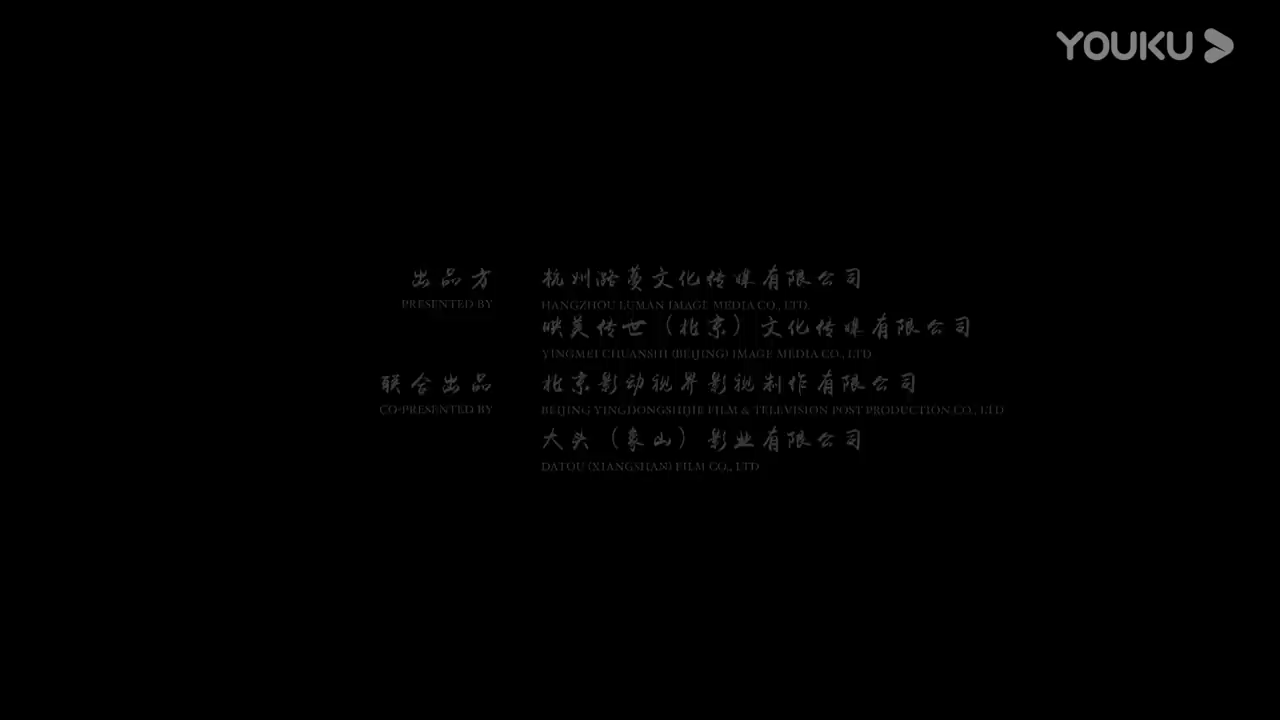 YOUKU
出品方 杭州潞蔓文化传媒有限公司
PRESENTED BY HANGZHOU LUMAN IMAGE MEDIA CO., LTD.
映美传世（北京）文化传媒有限公司
YINGMEI CHUANSHI (BEIJING) IMAGE MEDIA CO., LTD
联合出品 北京影动视界影视制作有限公司
CO-PRESENTED BY BEIJING YINGDONGSHIJIE FILM & TELEVISION POST PRODUCTION CO., LTD
大头（象山）影业有限公司
DATOU (XIANGSHAN) FILM CO., LTD